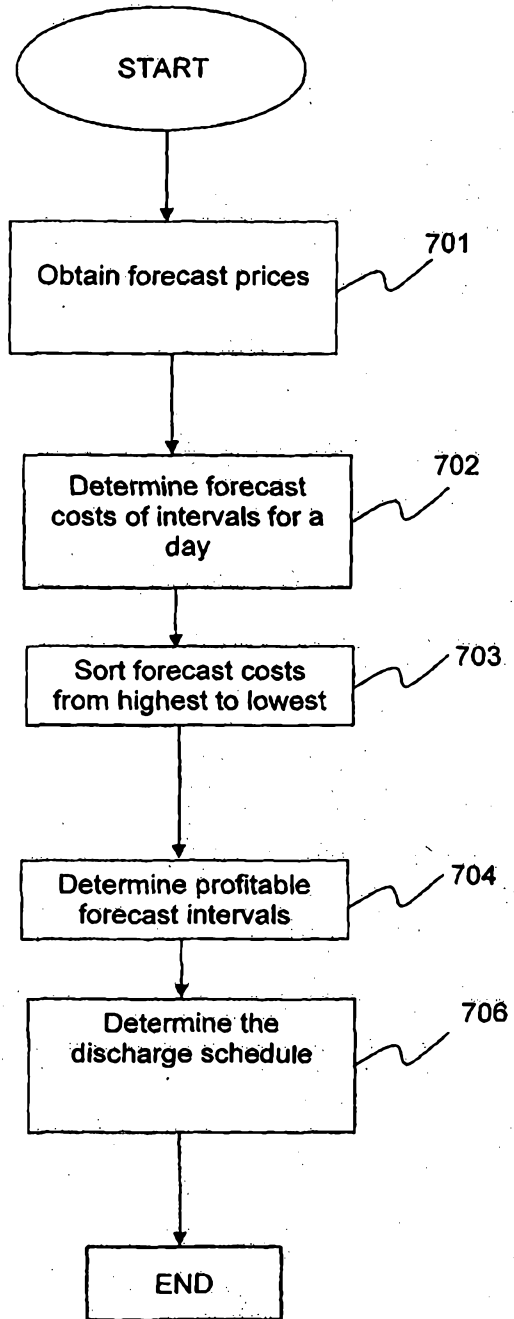 START
Obtain forecast prices
701
Determine forecast
costs of intervals for a
day
702
Sort forecast costs
from highest to lowest
703
Determine profitable
forecast intervals
704
Determine the
discharge schedule
706
END